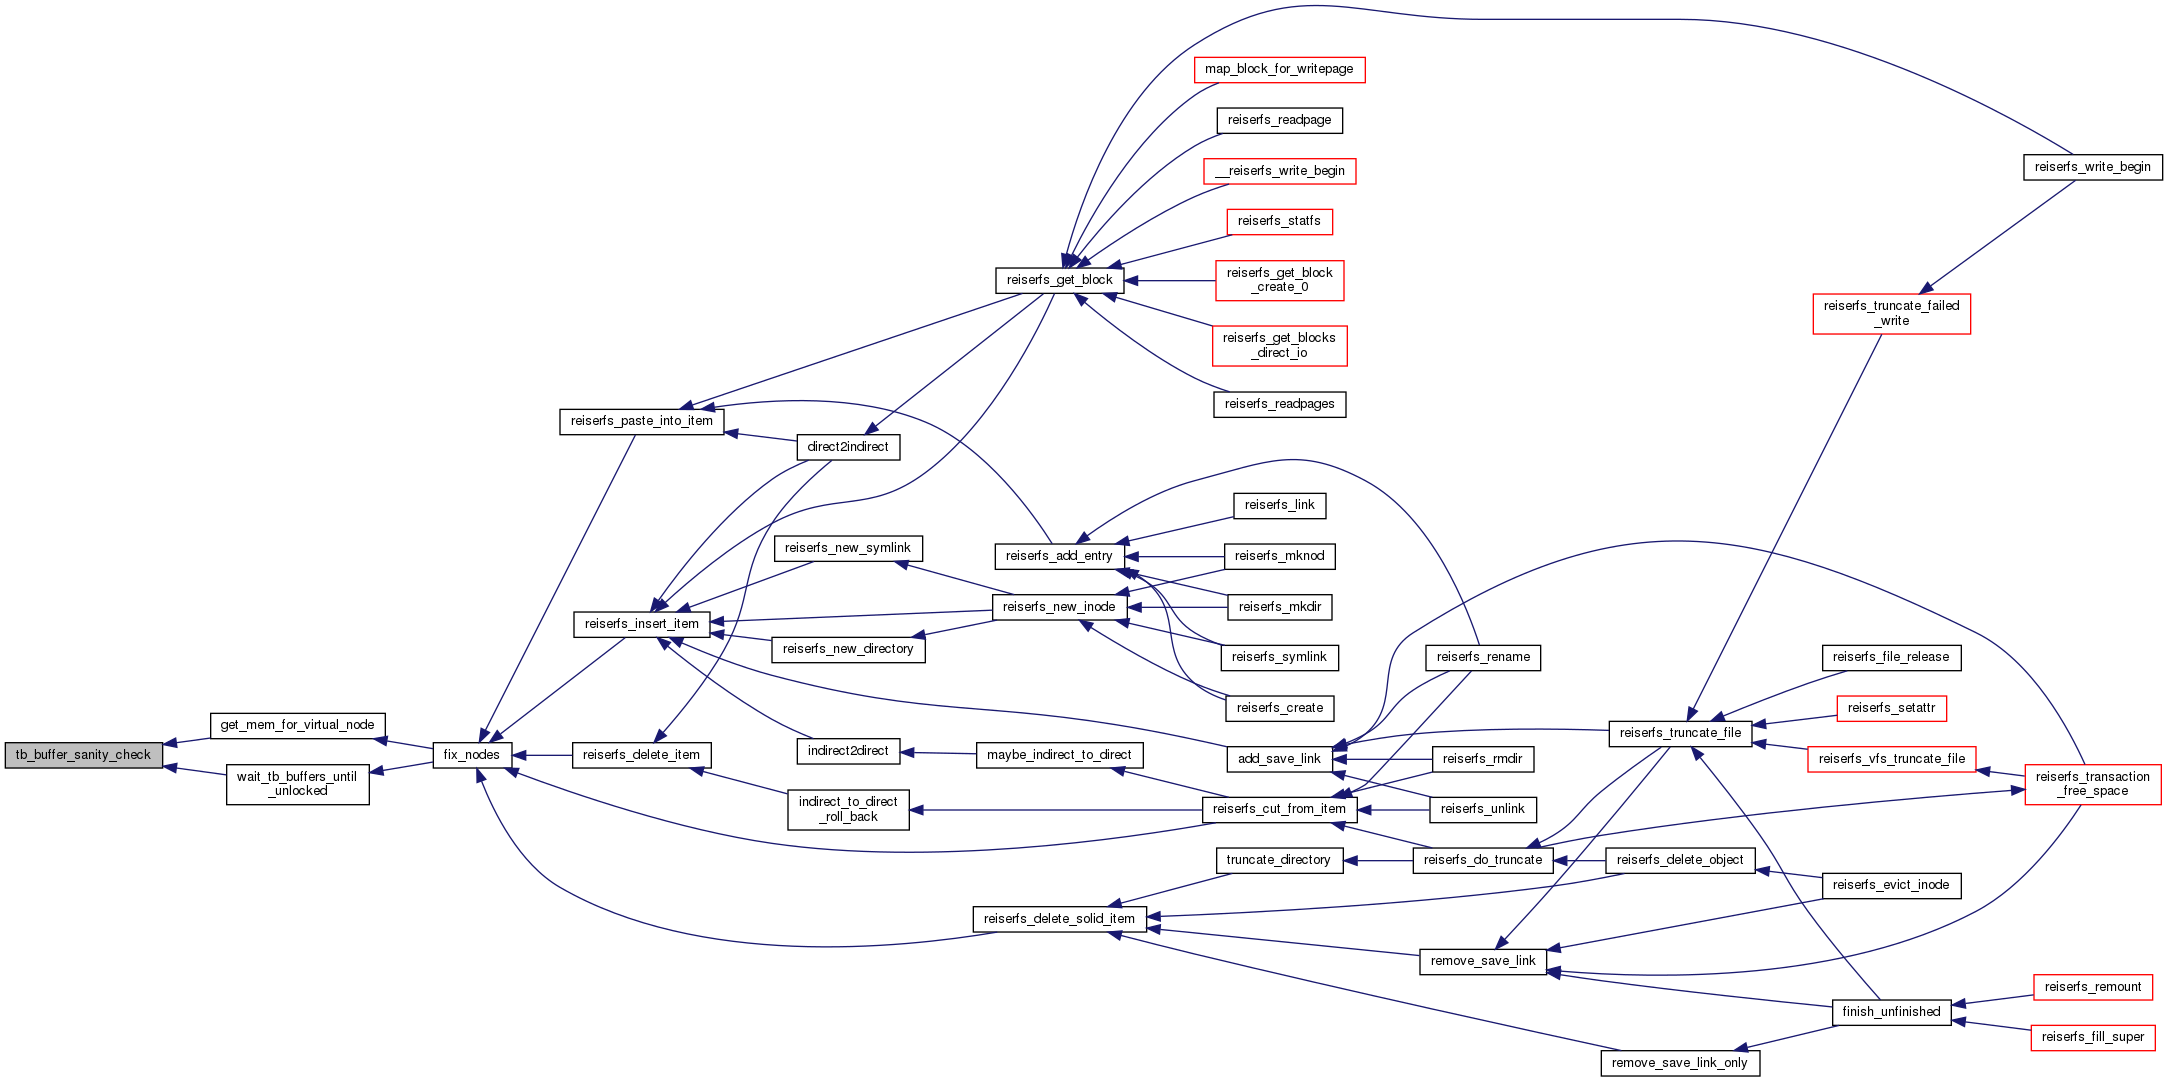 tb_buffer_sanity_check
get_mem_for_virtual_node
wait_tb_buffers_until
_unlocked
fix_nodes
reiserfs_paste_into_item
reiserfs_insert_item
reiserfs_delete_item
direct2indirect
reiserfs_new_symlink
reiserfs_new_directory
indirect2direct
indirect_to_direct
_roll_back
reiserfs_get_block
reiserfs_add_entry
reiserfs_new_inode
maybe_indirect_to_direct
reiserfs_delete_solid_item
map_block_for_writepage
reiserfs_readpage
__reiserfs_write_begin
reiserfs_statfs
reiserfs_get_block
_create_0
reiserfs_get_blocks
_direct_io
reiserfs_readpages
reiserfs_link
reiserfs_mknod
reiserfs_mkdir
reiserfs_symlink
reiserfs_create
add_save_link
reiserfs_cut_from_item
truncate_directory
reiserfs_rename
reiserfs_rmdir
reiserfs_unlink
reiserfs_do_truncate
remove_save_link
reiserfs_truncate_file
reiserfs_delete_object
remove_save_link_only
reiserfs_truncate_failed
_write
reiserfs_file_release
reiserfs_setattr
reiserfs_vfs_truncate_file
reiserfs_evict_inode
finish_unfinished
reiserfs_write_begin
reiserfs_transaction
_free_space
reiserfs_remount
reiserfs_fill_super